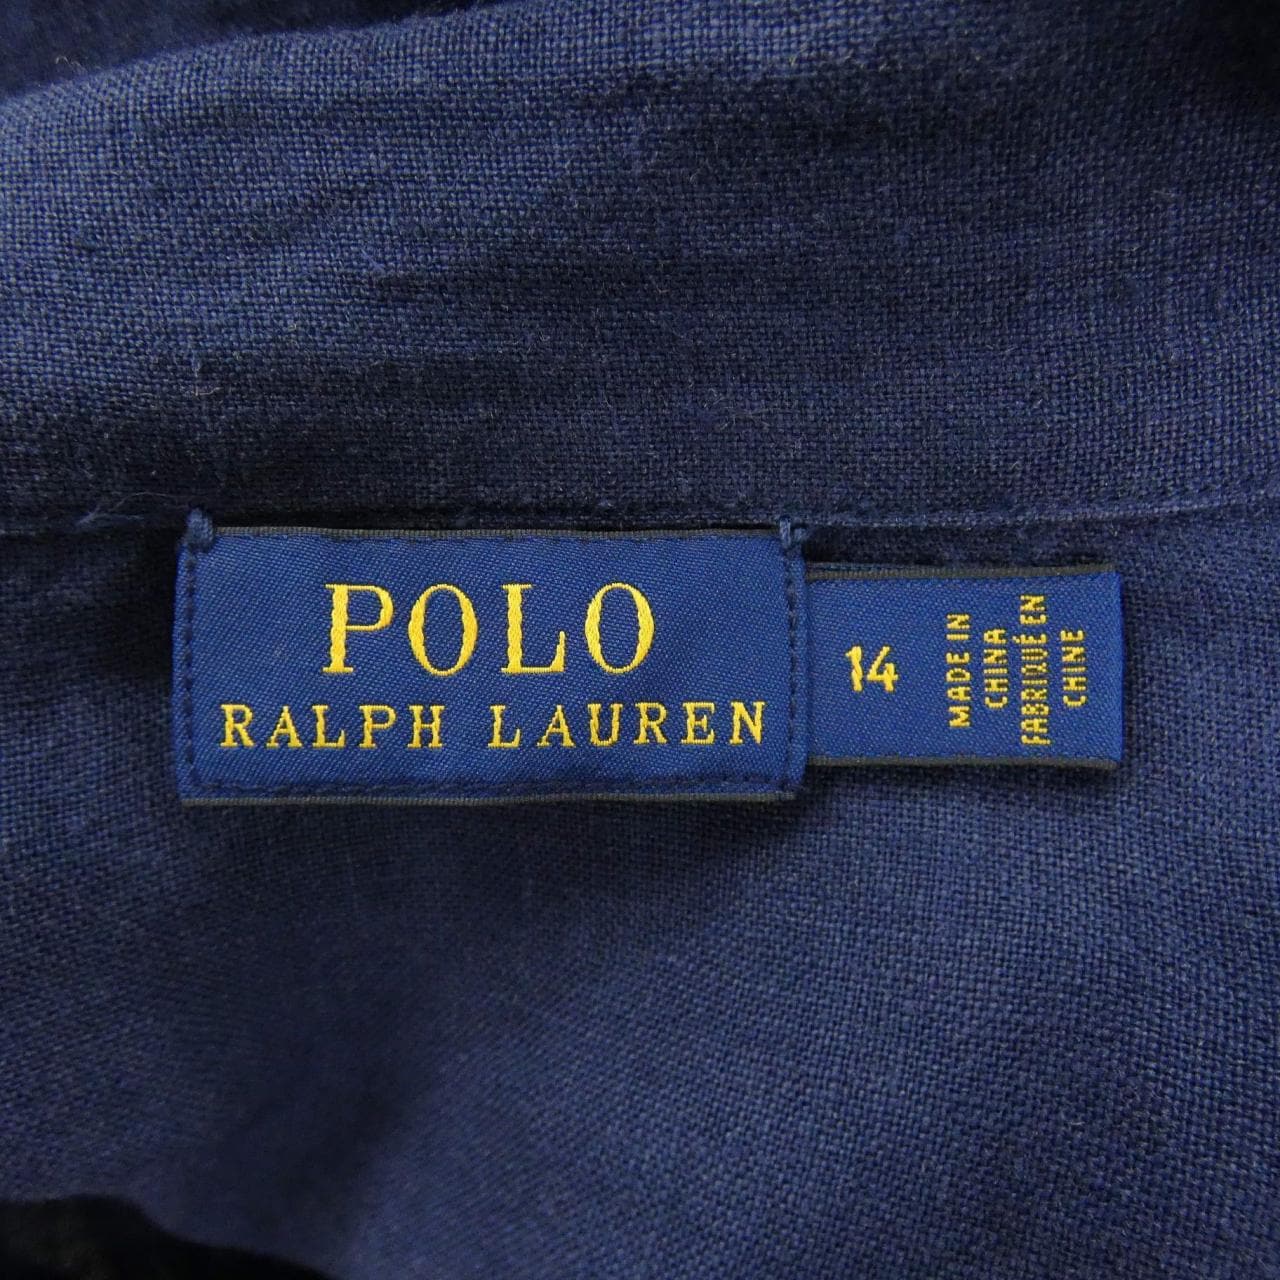 POLO
RALPH LAUREN
14
MADE IN
CHINA
FABRIQUÉ EN
CHINE